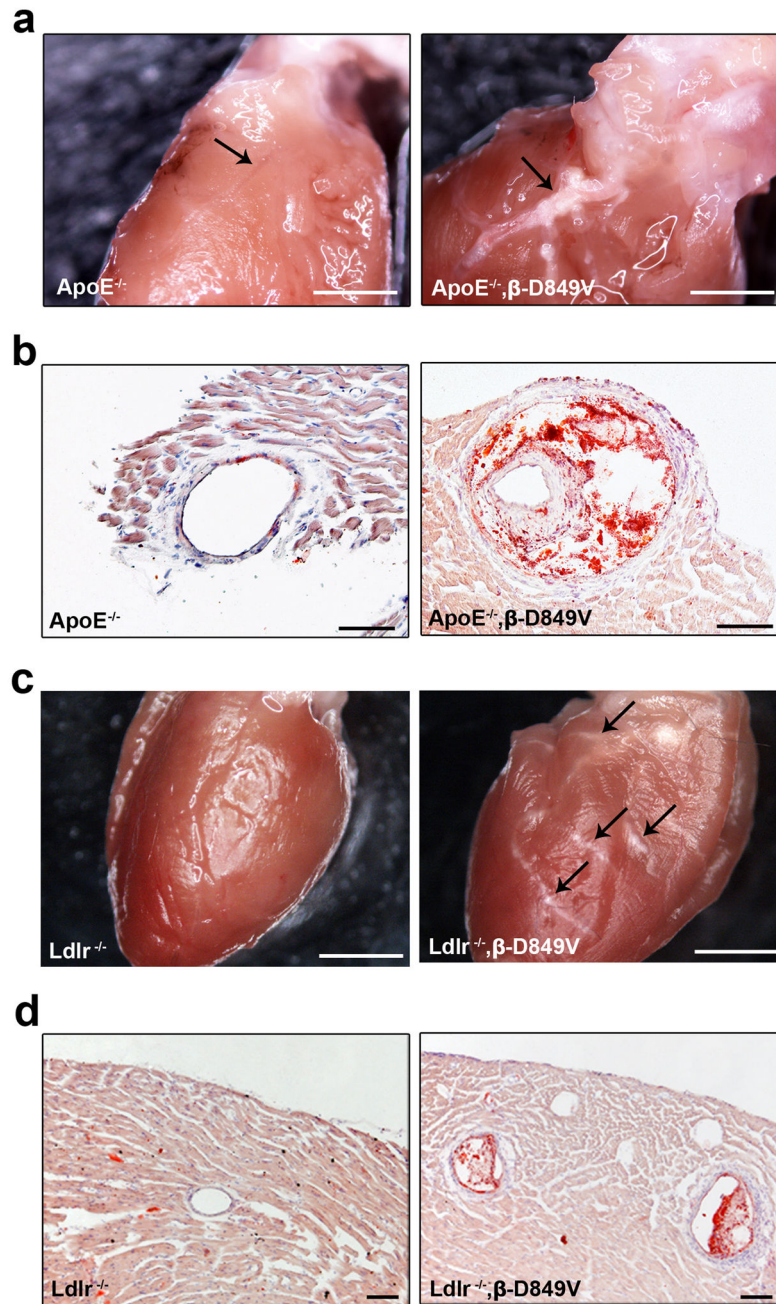 a
ApoE⁻/⁻
ApoE⁻/⁻,β-D849V
b
ApoE⁻/⁻
ApoE⁻/⁻,β-D849V
c
Ldlr ⁻/⁻
Ldlr ⁻/⁻,β-D849V
d
Ldlr ⁻/⁻
Ldlr ⁻/⁻,β-D849V